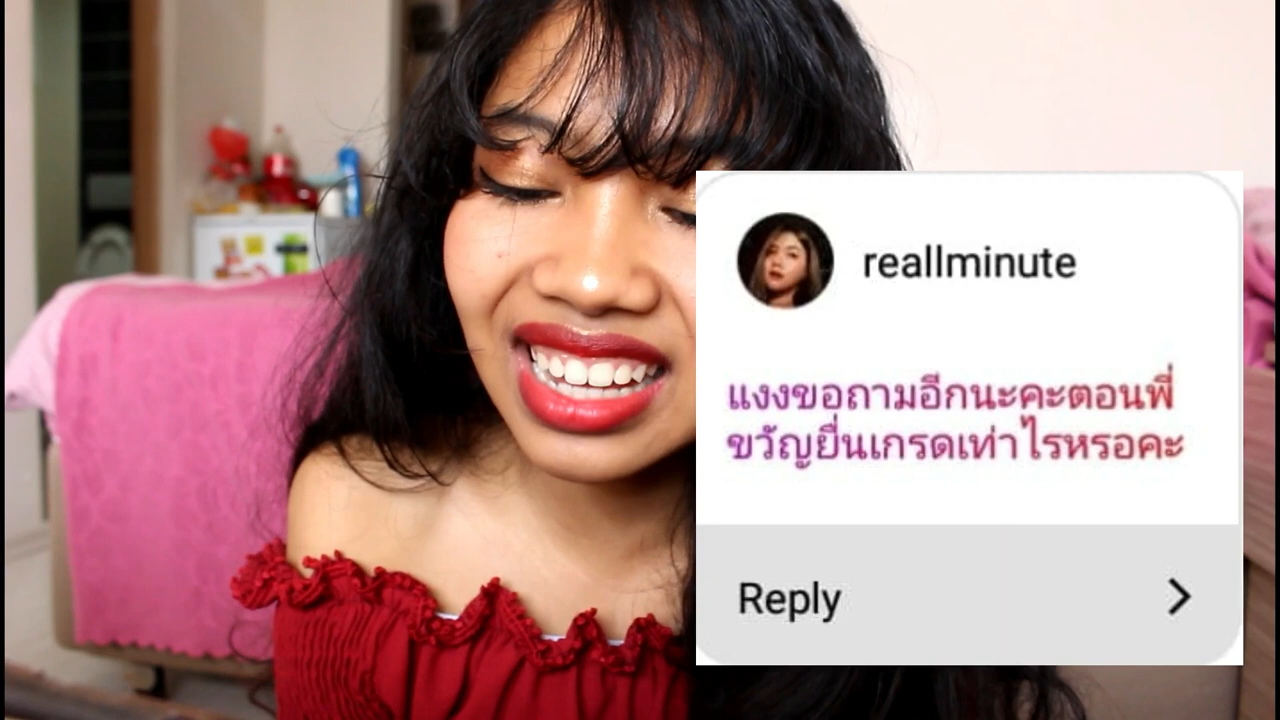 reallminute
แงงขอถามอีกนะคะตอนพี่
ขวัญยื่นเกรดเท่าไรหรอคะ
Reply